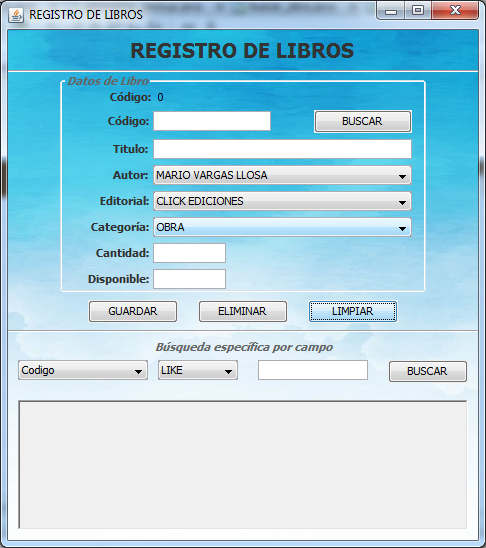 REGISTRO DE LIBROS
REGISTRO DE LIBROS
Datos de Libro
Código: 0
Código: BUSCAR
Titulo:
Autor: MARIO VARGAS LLOSA
Editorial: CLICK EDICIONES
Categoría: OBRA
Cantidad:
Disponible:
GUARDAR ELIMINAR LIMPIAR
Búsqueda específica por campo
Codigo LIKE BUSCAR